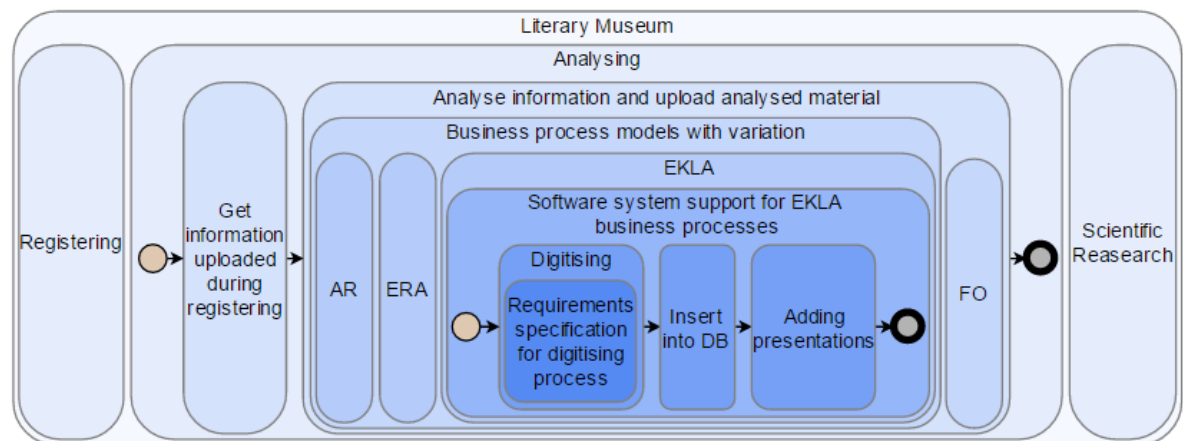 Literary Museum
Analysing
Analyse information and upload analysed material
Business process models with variation
EKLA
Software system support for EKLA
business processes
Registering
Get
information
uploaded
during
registering
AR
ERA
Digitising
Requirements
specification
for digitising
process
Insert
into DB
Adding
presentations
FO
Scientific
Reasearch